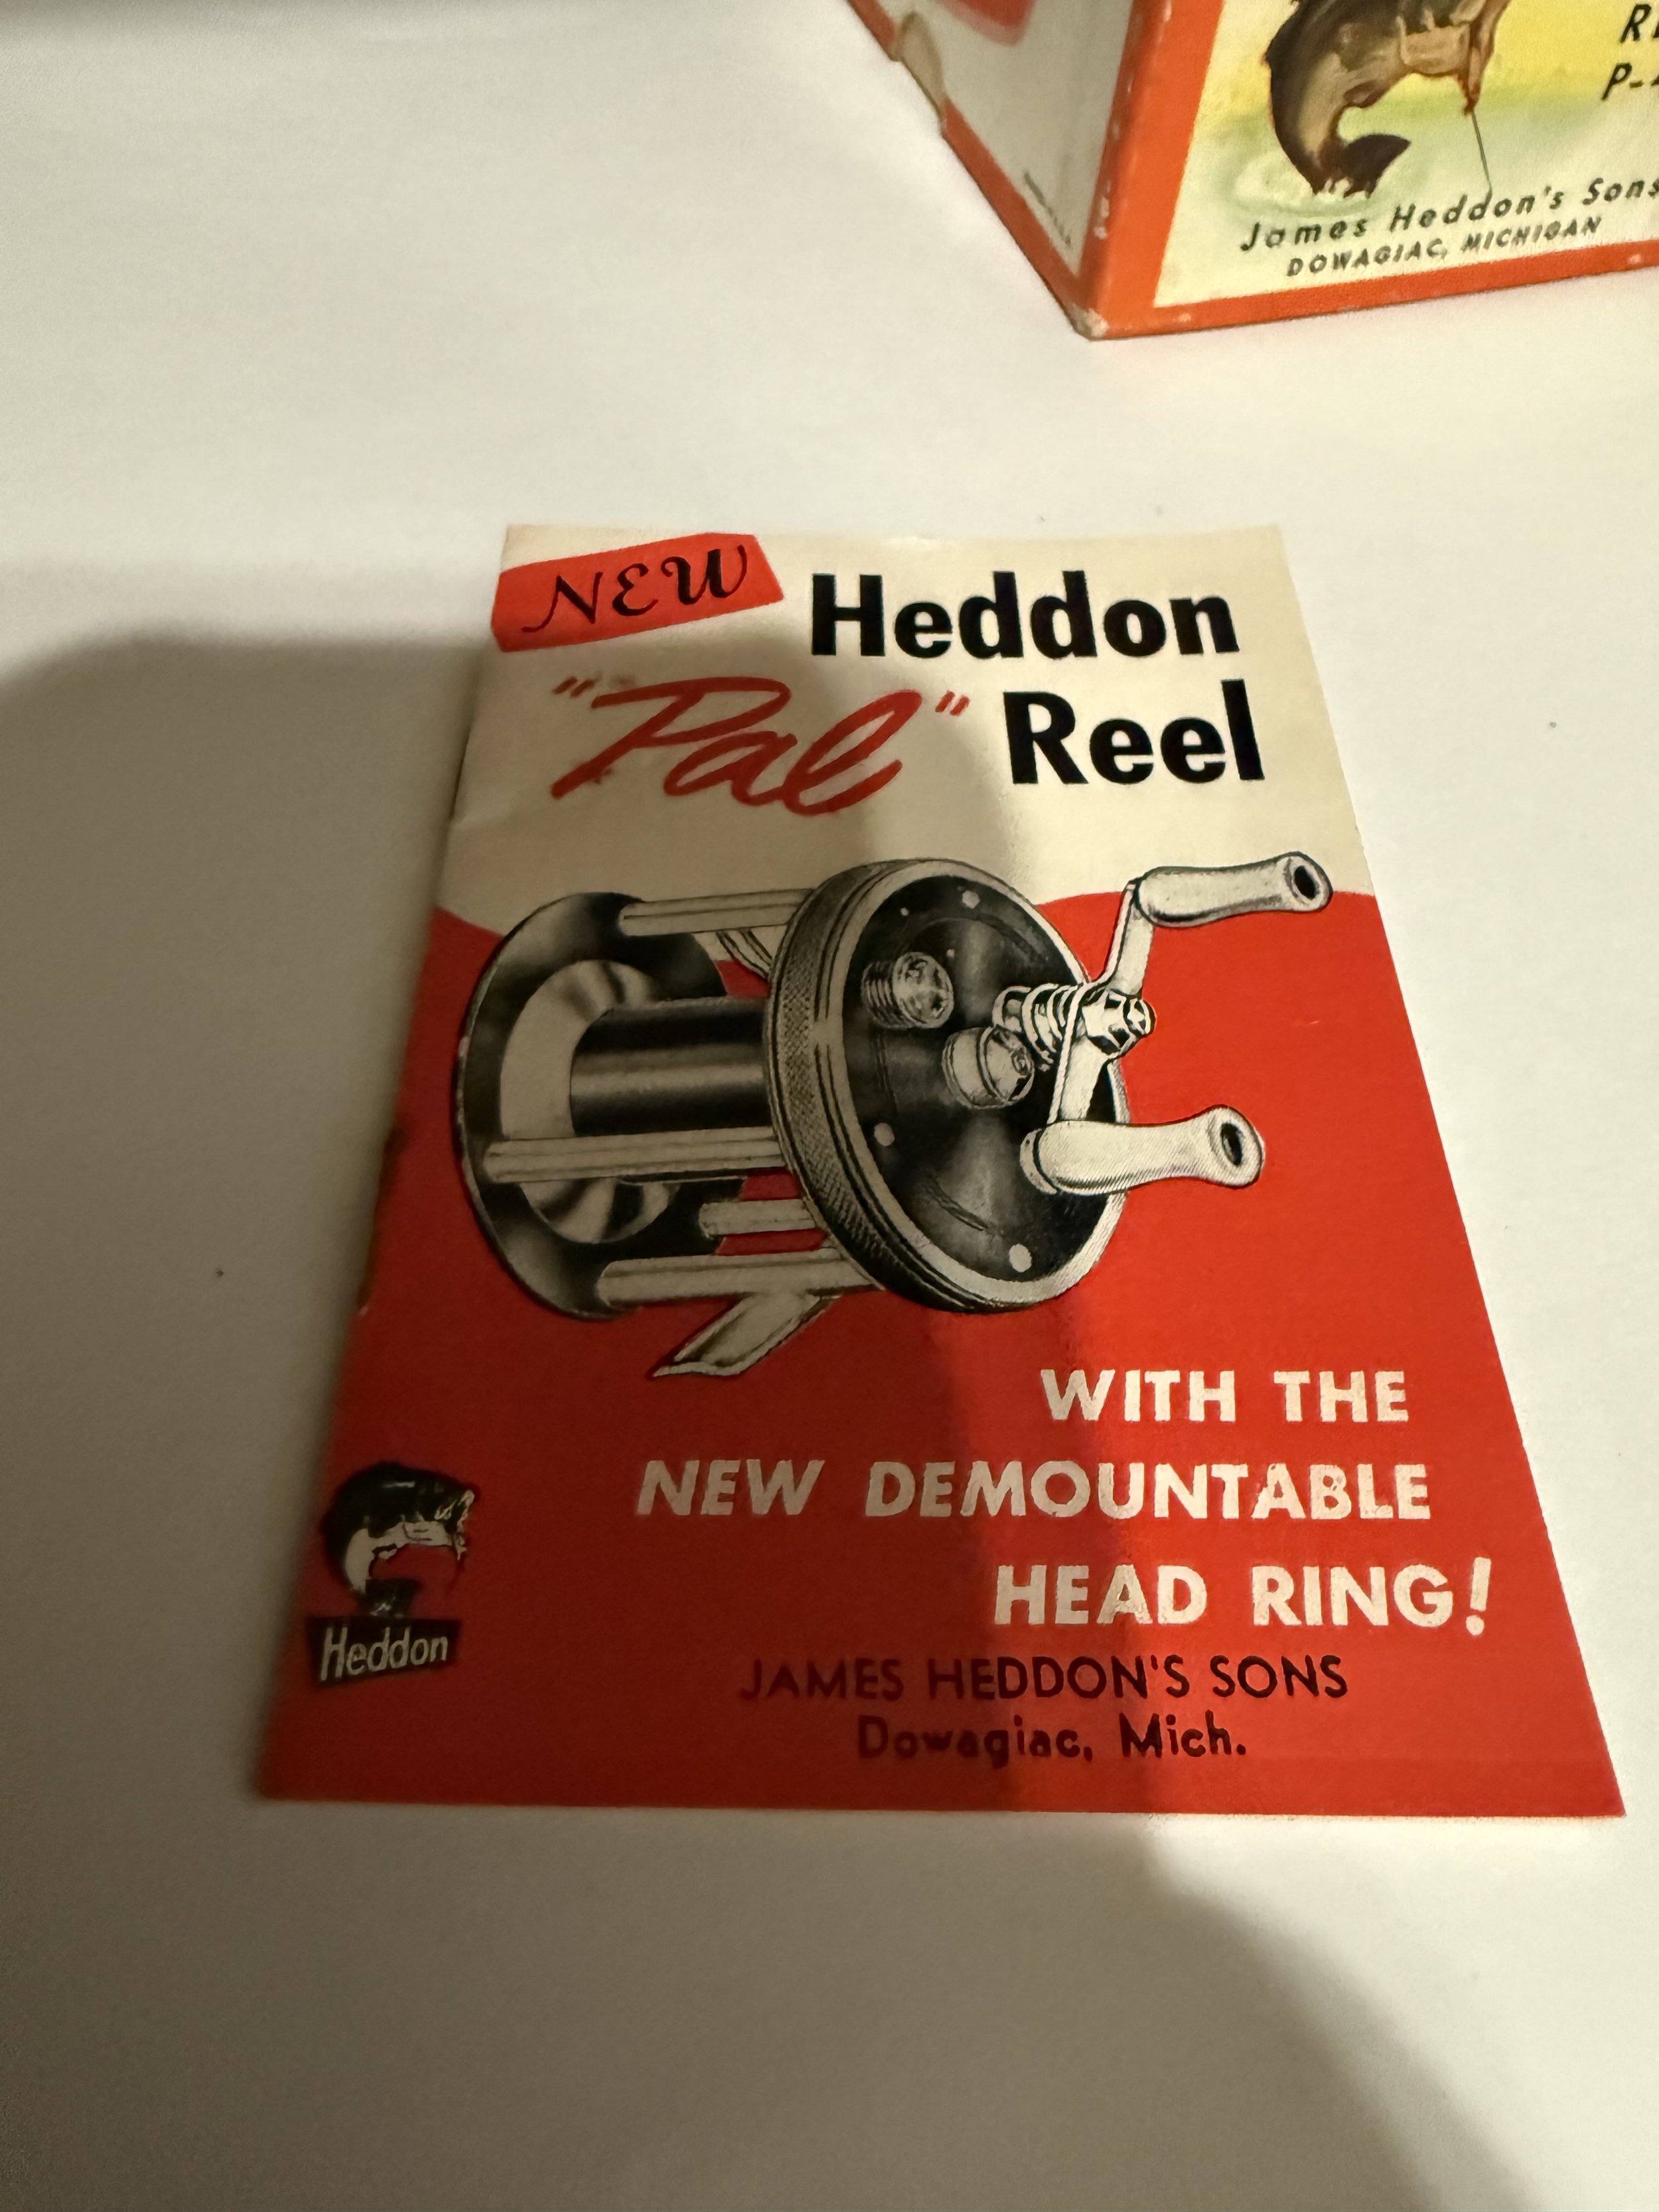 James Heddon's Sons
DOWAGIAC, MICHIGAN
NEW Heddon
"Pal" Reel
WITH THE
NEW DEMOUNTABLE
HEAD RING!
Heddon
JAMES HEDDON'S SONS
Dowagiac, Mich.